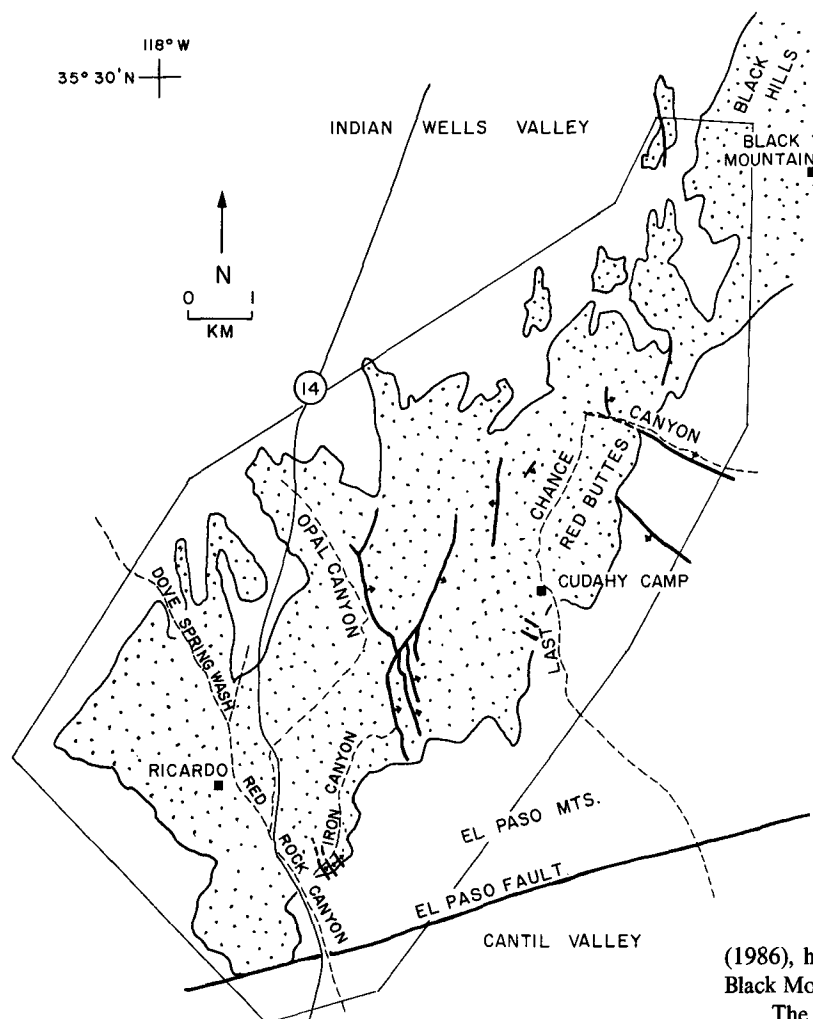 118° W
35° 30' N
INDIAN WELLS VALLEY
BLACK HILLS
BLACK
MOUNTAIN
N
0 1
KM
14
CANYON
CHANCE
RED BUTTES
OPAL CANYON
CUDAHY CAMP
DOVE SPRING WASH
LAST
RICARDO
RED
ROCK CANYON
IRON CANYON
EL PASO MTS.
EL PASO FAULT
CANTIL VALLEY
(1986), h
Black Mo
The